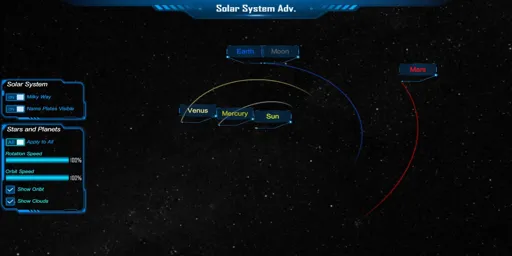 Solar System Adv.
Earth
Moon
Mars
Solar System
Milky Way
Name Plates Visible
Venus
Mercury
Sun
Stars and Planets
All
Apply to All
Rotation Speed
100%
Orbit Speed
100%
Show Orbit
Show Clouds